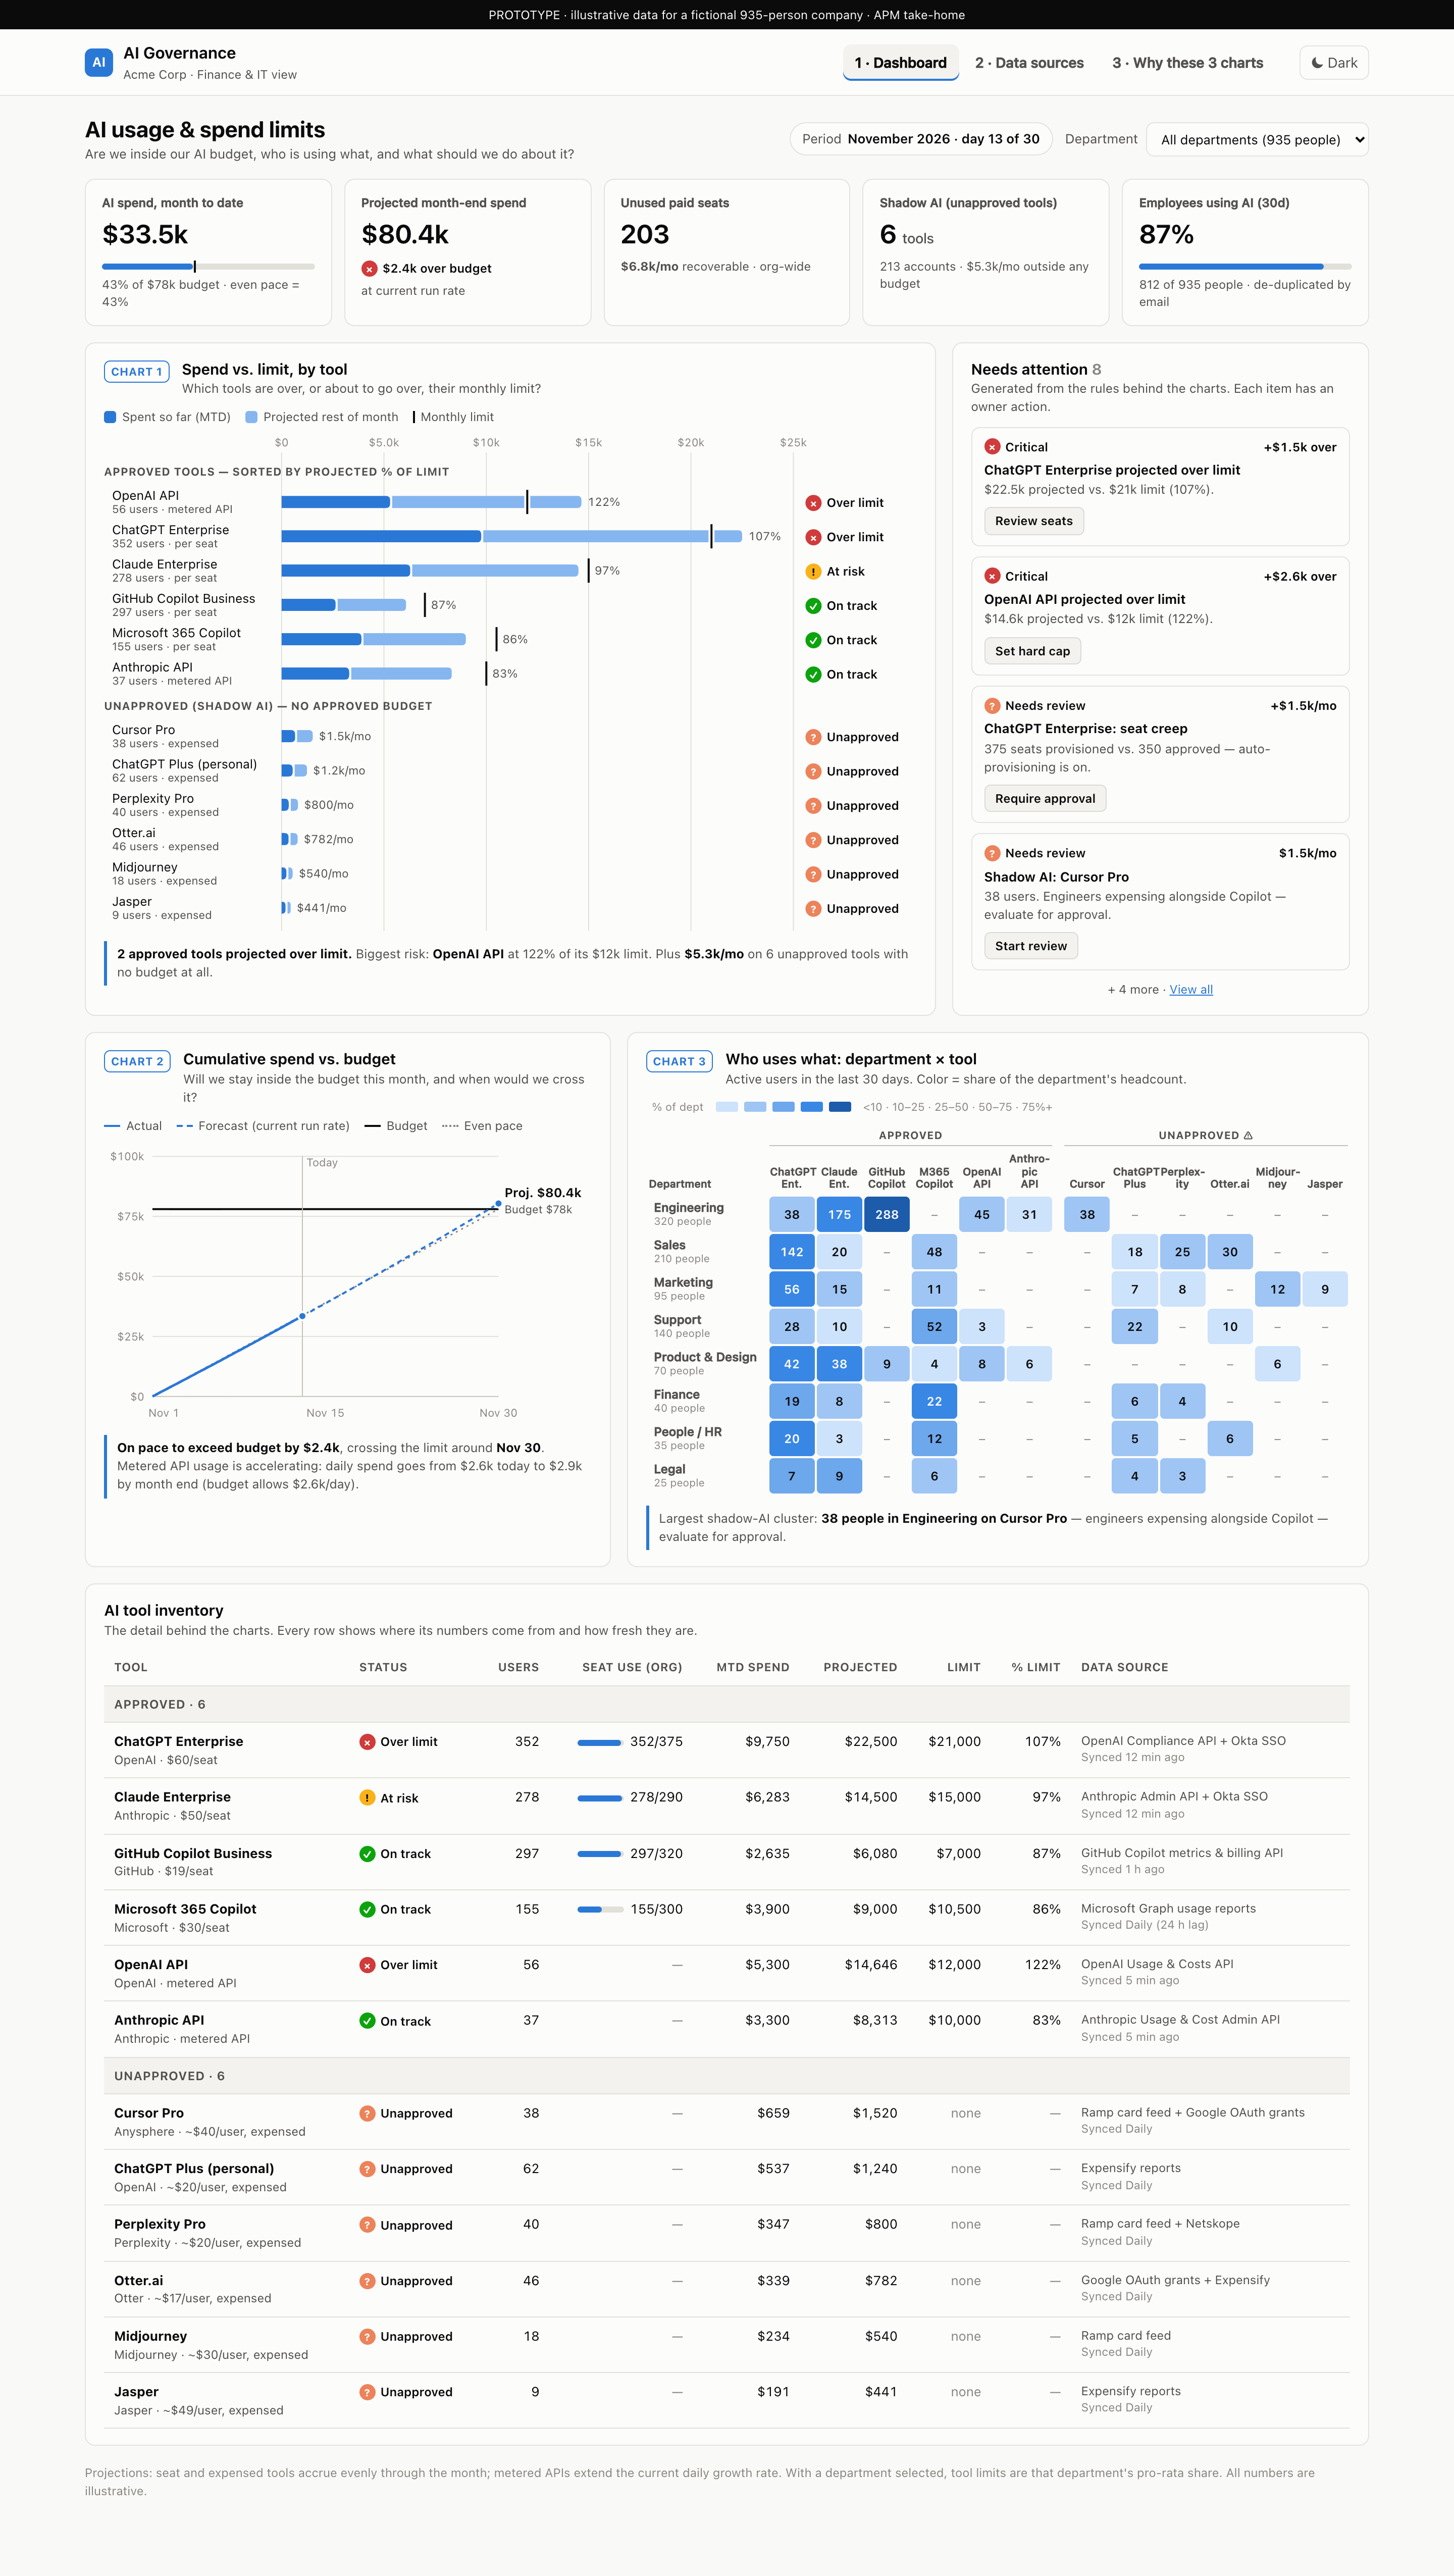 PROTOTYPE · illustrative data for a fictional 935-person company · APM take-home
AI
AI Governance
Acme Corp · Finance & IT view
1 · Dashboard
2 · Data sources
3 · Why these 3 charts
Dark
AI usage & spend limits
Are we inside our AI budget, who is using what, and what should we do about it?
Period November 2026 · day 13 of 30
Department
All departments (935 people)
AI spend, month to date
$33.5k
43% of $78k budget · even pace =
43%
Projected month-end spend
$80.4k
$2.4k over budget
at current run rate
Unused paid seats
203
$6.8k/mo recoverable · org-wide
Shadow AI (unapproved tools)
6 tools
213 accounts · $5.3k/mo outside any
budget
Employees using AI (30d)
87%
812 of 935 people · de-duplicated by
email
CHART 1
Spend vs. limit, by tool
Which tools are over, or about to go over, their monthly limit?
Spent so far (MTD) Projected rest of month Monthly limit
$0 $5.0k $10k $15k $20k $25k
APPROVED TOOLS — SORTED BY PROJECTED % OF LIMIT
OpenAI API
56 users · metered API
122%
Over limit
ChatGPT Enterprise
352 users · per seat
107%
Over limit
Claude Enterprise
278 users · per seat
97%
At risk
GitHub Copilot Business
297 users · per seat
87%
On track
Microsoft 365 Copilot
155 users · per seat
86%
On track
Anthropic API
37 users · metered API
83%
On track
UNAPPROVED (SHADOW AI) — NO APPROVED BUDGET
Cursor Pro
38 users · expensed
$1.5k/mo
Unapproved
ChatGPT Plus (personal)
62 users · expensed
$1.2k/mo
Unapproved
Perplexity Pro
40 users · expensed
$800/mo
Unapproved
Otter.ai
46 users · expensed
$782/mo
Unapproved
Midjourney
18 users · expensed
$540/mo
Unapproved
Jasper
9 users · expensed
$441/mo
Unapproved
2 approved tools projected over limit. Biggest risk: OpenAI API at 122% of its $12k limit. Plus $5.3k/mo on 6 unapproved tools with
no budget at all.
Needs attention 8
Generated from the rules behind the charts. Each item has an
owner action.
Critical +$1.5k over
ChatGPT Enterprise projected over limit
$22.5k projected vs. $21k limit (107%).
Review seats
Critical +$2.6k over
OpenAI API projected over limit
$14.6k projected vs. $12k limit (122%).
Set hard cap
Needs review +$1.5k/mo
ChatGPT Enterprise: seat creep
375 seats provisioned vs. 350 approved — auto-
provisioning is on.
Require approval
Needs review $1.5k/mo
Shadow AI: Cursor Pro
38 users. Engineers expensing alongside Copilot —
evaluate for approval.
Start review
+ 4 more · View all
CHART 2
Cumulative spend vs. budget
Will we stay inside the budget this month, and when would we cross
it?
Actual Forecast (current run rate) Budget Even pace
$100k
Today
Proj. $80.4k
Budget $78k
$75k
$50k
$25k
$0
Nov 1 Nov 15 Nov 30
On pace to exceed budget by $2.4k, crossing the limit around Nov 30.
Metered API usage is accelerating: daily spend goes from $2.6k today to $2.9k
by month end (budget allows $2.6k/day).
CHART 3
Who uses what: department × tool
Active users in the last 30 days. Color = share of the department's headcount.
% of dept <10 · 10–25 · 25–50 · 50–75 · 75%+
APPROVED UNAPPROVED ⚠
Department
ChatGPT Ent.
Claude Ent.
GitHub Copilot
M365 Copilot
OpenAI API
Anthro-
pic
API
Cursor
ChatGPT Plus
Perplex-
ity
Otter.ai
Midjour-
ney
Jasper
Engineering
320 people
38 175 288 – 45 31 38 – – – – –
Sales
210 people
142 20 – 48 – – – 18 25 30 – –
Marketing
95 people
56 15 – 11 – – – 7 8 – 12 9
Support
140 people
28 10 – 52 3 – – 22 – 10 – –
Product & Design
70 people
42 38 9 4 8 6 – – – – 6 –
Finance
40 people
19 8 – 22 – – – 6 4 – – –
People / HR
35 people
20 3 – 12 – – – 5 – 6 – –
Legal
25 people
7 9 – 6 – – – 4 3 – – –
Largest shadow-AI cluster: 38 people in Engineering on Cursor Pro — engineers expensing alongside Copilot —
evaluate for approval.
AI tool inventory
The detail behind the charts. Every row shows where its numbers come from and how fresh they are.
TOOL STATUS USERS SEAT USE (ORG) MTD SPEND PROJECTED LIMIT % LIMIT DATA SOURCE
APPROVED · 6
ChatGPT Enterprise Over limit 352 352/375 $9,750 $22,500 $21,000 107% OpenAI Compliance API + Okta SSO
OpenAI · $60/seat Synced 12 min ago
Claude Enterprise At risk 278 278/290 $6,283 $14,500 $15,000 97% Anthropic Admin API + Okta SSO
Anthropic · $50/seat Synced 12 min ago
GitHub Copilot Business On track 297 297/320 $2,635 $6,080 $7,000 87% GitHub Copilot metrics & billing API
GitHub · $19/seat Synced 1 h ago
Microsoft 365 Copilot On track 155 155/300 $3,900 $9,000 $10,500 86% Microsoft Graph usage reports
Microsoft · $30/seat Synced Daily (24 h lag)
OpenAI API Over limit 56 — $5,300 $14,646 $12,000 122% OpenAI Usage & Costs API
OpenAI · metered API Synced 5 min ago
Anthropic API On track 37 — $3,300 $8,313 $10,000 83% Anthropic Usage & Cost Admin API
Anthropic · metered API Synced 5 min ago
UNAPPROVED · 6
Cursor Pro Unapproved 38 — $659 $1,520 none — Ramp card feed + Google OAuth grants
Anysphere · ~$40/user, expensed Synced Daily
ChatGPT Plus (personal) Unapproved 62 — $537 $1,240 none — Expensify reports
OpenAI · ~$20/user, expensed Synced Daily
Perplexity Pro Unapproved 40 — $347 $800 none — Ramp card feed + Netskope
Perplexity · ~$20/user, expensed Synced Daily
Otter.ai Unapproved 46 — $339 $782 none — Google OAuth grants + Expensify
Otter · ~$17/user, expensed Synced Daily
Midjourney Unapproved 18 — $234 $540 none — Ramp card feed
Midjourney · ~$30/user, expensed Synced Daily
Jasper Unapproved 9 — $191 $441 none — Expensify reports
Jasper · ~$49/user, expensed Synced Daily
Projections: seat and expensed tools accrue evenly through the month; metered APIs extend the current daily growth rate. With a department selected, tool limits are that department's pro-rata share. All numbers are
illustrative.